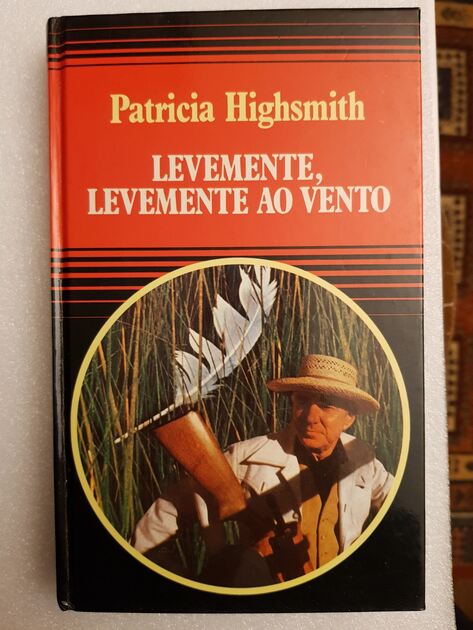 Patricia Highsmith
LEVEMENTE,
LEVEMENTE AO VENTO